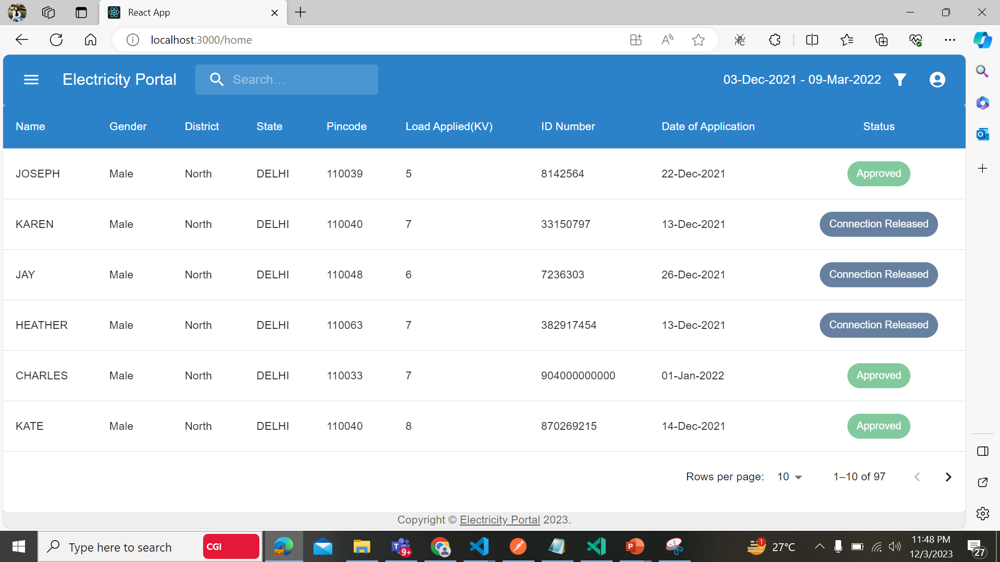 React App
localhost:3000/home
Electricity Portal
Search…
03-Dec-2021 - 09-Mar-2022
Name Gender District State Pincode Load Applied(KV) ID Number Date of Application Status
JOSEPH Male North DELHI 110039 5 8142564 22-Dec-2021 Approved
KAREN Male North DELHI 110040 7 33150797 13-Dec-2021 Connection Released
JAY Male North DELHI 110048 6 7236303 26-Dec-2021 Connection Released
HEATHER Male North DELHI 110063 7 382917454 13-Dec-2021 Connection Released
CHARLES Male North DELHI 110033 7 904000000000 01-Jan-2022 Approved
KATE Male North DELHI 110040 8 870269215 14-Dec-2021 Approved
Rows per page: 10 1–10 of 97
Copyright © Electricity Portal 2023.
Type here to search
CGI
9+
1
27°C
11:48 PM
12/3/2023
27